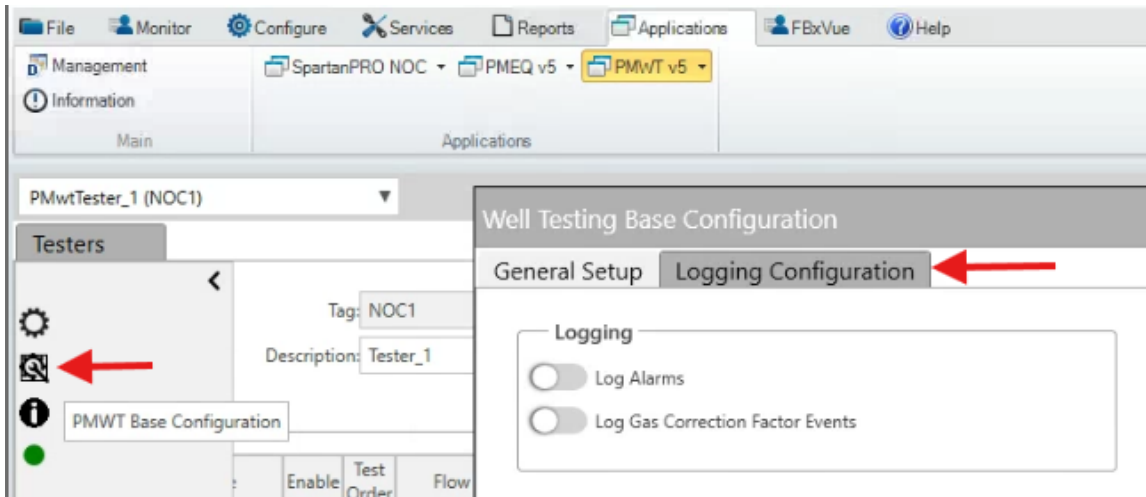 File Monitor Configure Services Reports Applications FBxVue Help
Management
Information
Main
SpartanPRO NOC PMEQ v5 PMWT v5
Applications
PMwtTester_1 (NOC1)
Testers
Tag: NOC1
Description: Tester_1
PMWT Base Configuration
Enable Test Order Flow
Well Testing Base Configuration
General Setup Logging Configuration
Logging
Log Alarms
Log Gas Correction Factor Events